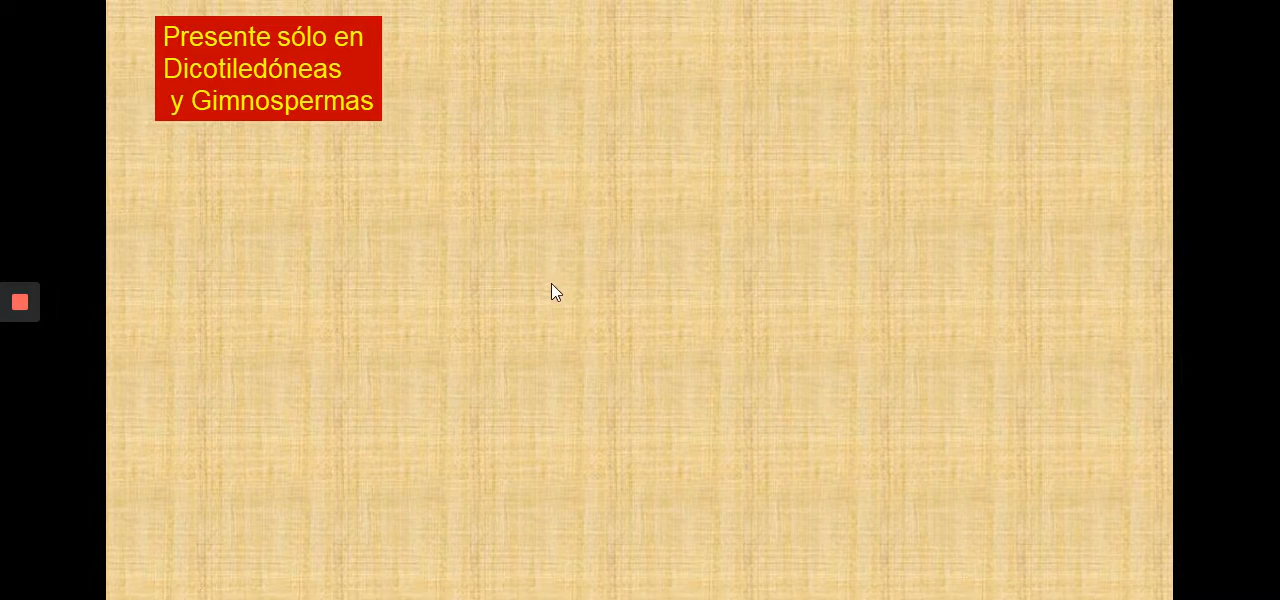 Presente sólo en
Dicotiledóneas
y Gimnospermas